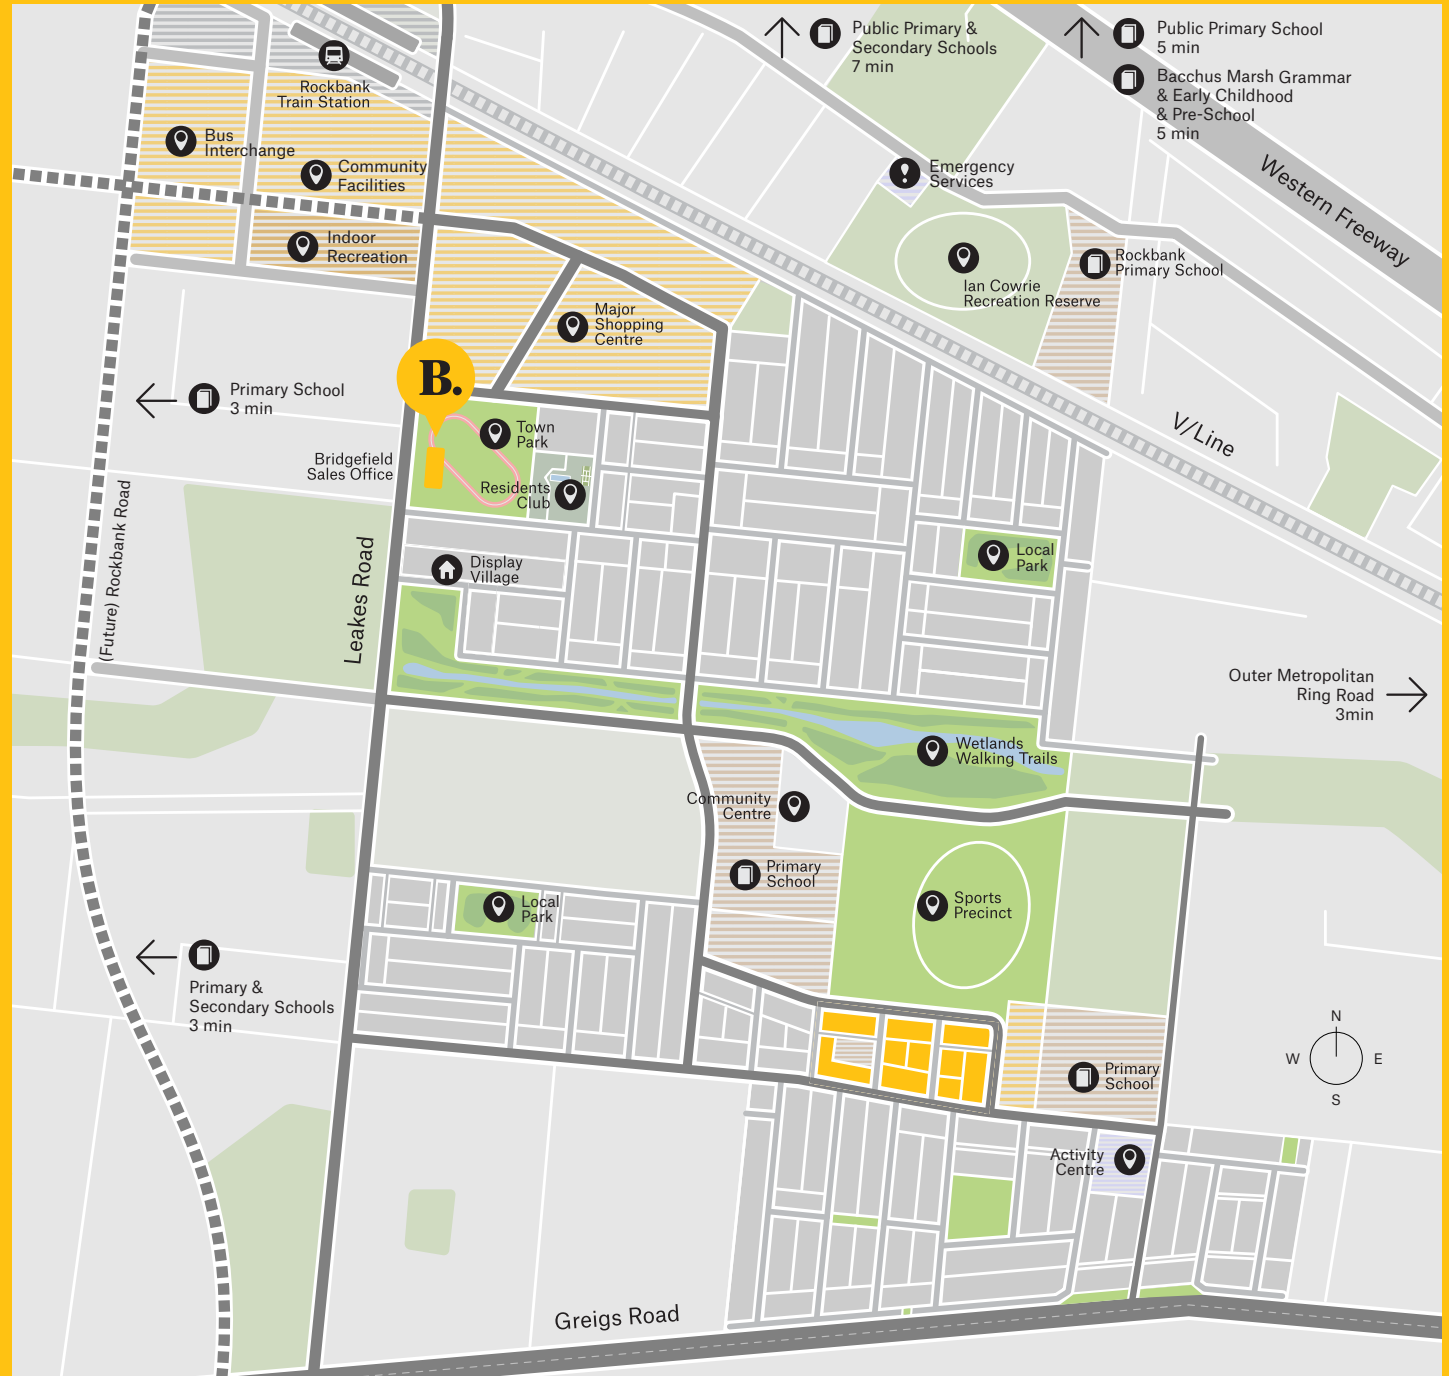 Public Primary &
Secondary Schools
7 min
Public Primary School
5 min
Bacchus Marsh Grammar
& Early Childhood
& Pre-School
5 min
Rockbank
Train Station
Bus
Interchange
Community
Facilities
Emergency
Services
Western Freeway
Indoor
Recreation
Rockbank
Primary School
Ian Cowrie
Recreation Reserve
Major
Shopping
Centre
B.
Primary School
3 min
V/Line
Town
Park
Bridgefield
Sales Office
Residents
Club
(Future) Rockbank Road
Leakes Road
Display
Village
Local
Park
Outer Metropolitan
Ring Road
3min
Wetlands
Walking Trails
Community
Centre
Primary
School
Sports
Precinct
Local
Park
Primary &
Secondary Schools
3 min
N
W
E
S
Primary
School
Activity
Centre
Greigs Road